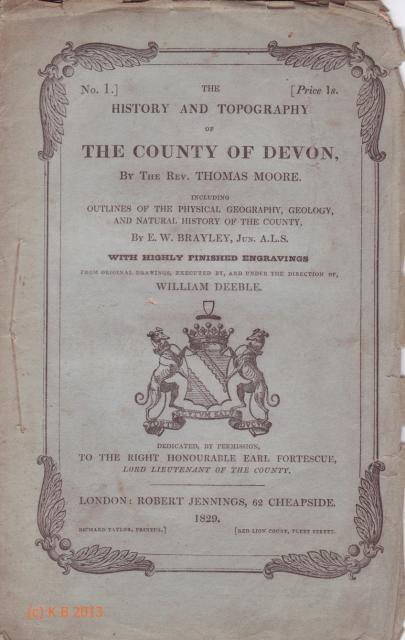 No. 1.] THE [Price 1s.
HISTORY AND TOPOGRAPHY
OF
THE COUNTY OF DEVON,
BY THE REV. THOMAS MOORE.
INCLUDING
OUTLINES OF THE PHYSICAL GEOGRAPHY, GEOLOGY,
AND NATURAL HISTORY OF THE COUNTY,
BY E. W. BRAYLEY, JUN. A.L.S.
WITH HIGHLY FINISHED ENGRAVINGS
FROM ORIGINAL DRAWINGS, EXECUTED BY, AND UNDER THE DIRECTION OF,
WILLIAM DEEBLE.
DEDICATED, BY PERMISSION,
TO THE RIGHT HONOURABLE EARL FORTESCUE,
LORD LIEUTENANT OF THE COUNTY.
LONDON: ROBERT JENNINGS, 62 CHEAPSIDE.
1829.
RICHARD TAYLOR, PRINTER.] [RED LION COURT, FLEET STREET.
(c) K B 2013